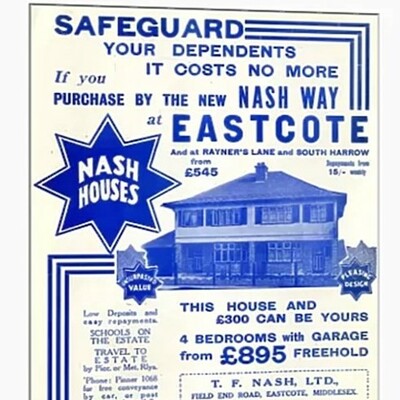 SAFEGUARD
YOUR DEPENDENTS
IT COSTS NO MORE
If you
PURCHASE BY THE NEW NASH WAY
at EASTCOTE
And at RAYNER'S LANE and SOUTH HARROW
from
£545
Repayments from
15/- weekly
NASH
HOUSES
UNSURPASSED
VALUE
PLEASING
DESIGN
THIS HOUSE AND
£300 CAN BE YOURS
4 BEDROOMS with GARAGE
from £895 FREEHOLD
Low Deposits and
easy repayments.
SCHOOLS ON
THE ESTATE
TRAVEL TO
ESTATE
by Picc. or Met. Rlys.
'Phone: Pinner 1068
for free conveyance
by car, or post
T. F. NASH, LTD.,
FIELD END ROAD, EASTCOTE, MIDDLESEX.